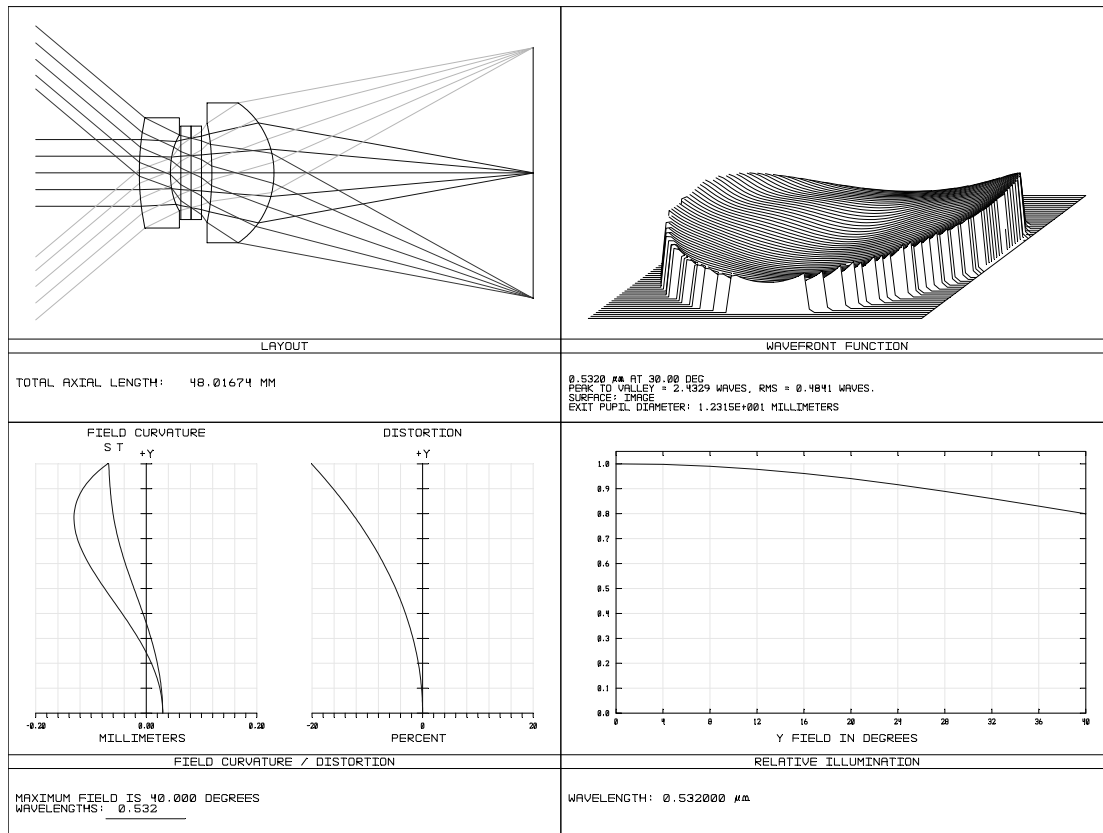 LAYOUT
TOTAL AXIAL LENGTH: 48.01674 MM
WAVEFRONT FUNCTION
0.5320 µm AT 30.00 DEG
PEAK TO VALLEY = 2.4329 WAVES, RMS = 0.4841 WAVES.
SURFACE: IMAGE
EXIT PUPIL DIAMETER: 1.2315E+001 MILLIMETERS
FIELD CURVATURE
S T
+Y
-0.20
0.00
0.20
MILLIMETERS
DISTORTION
+Y
-20
0
20
PERCENT
FIELD CURVATURE / DISTORTION
MAXIMUM FIELD IS 40.000 DEGREES
WAVELENGTHS: 0.532
1.0
0.9
0.8
0.7
0.6
0.5
0.4
0.3
0.2
0.1
0.0
0 4 8 12 16 20 24 28 32 36 40
Y FIELD IN DEGREES
RELATIVE ILLUMINATION
WAVELENGTH: 0.532000 µm